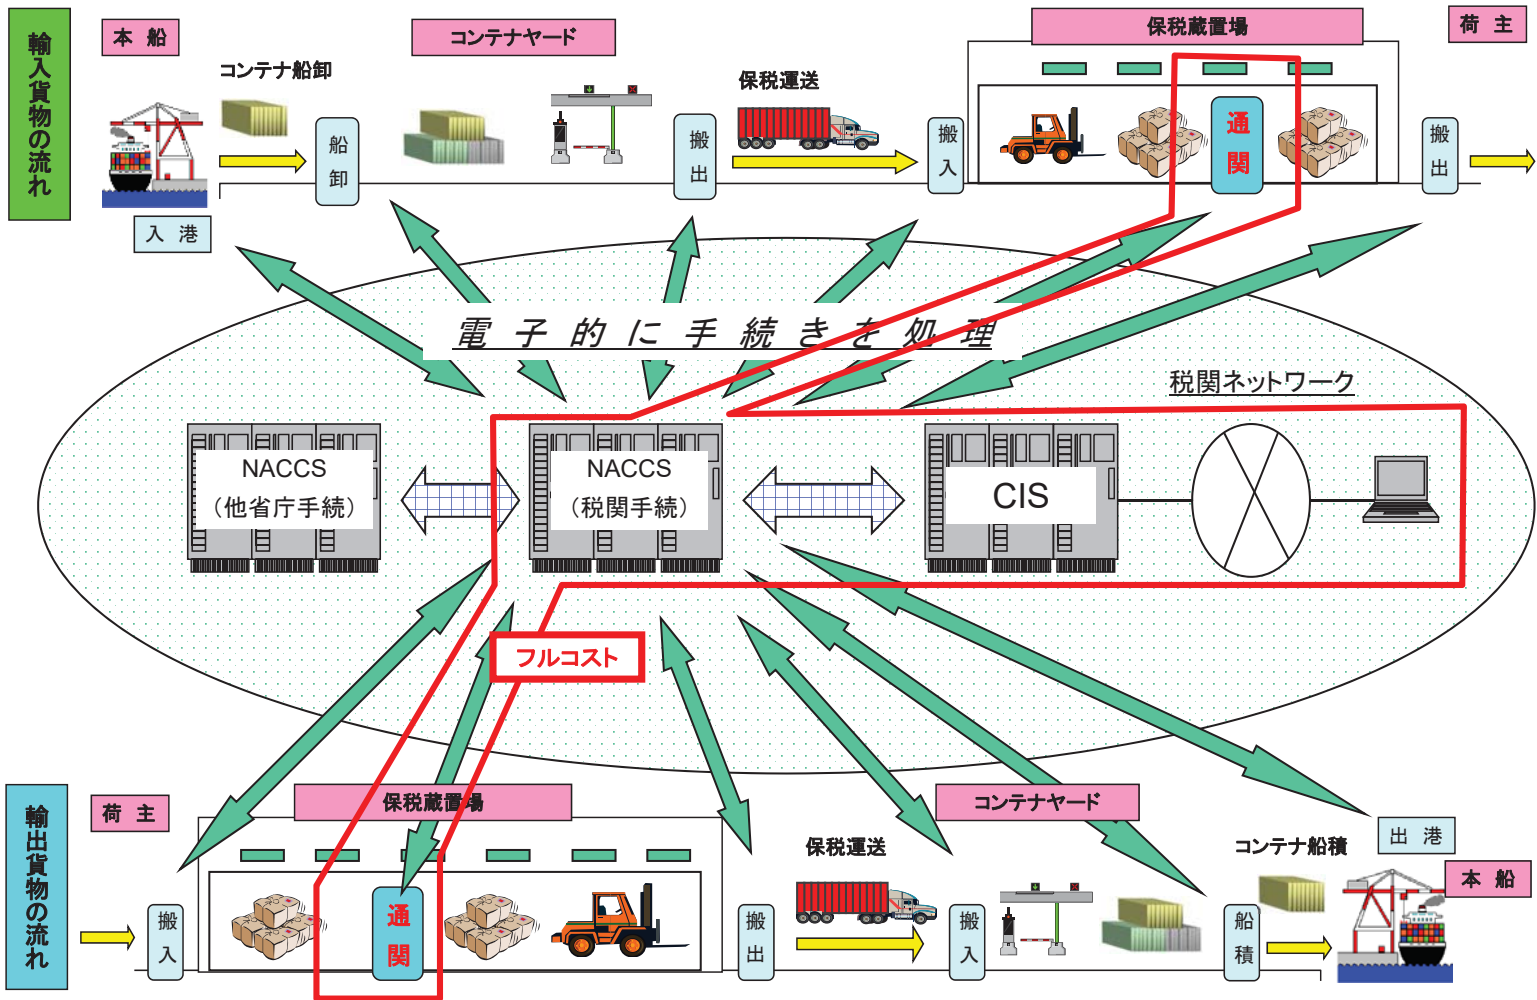 輸入貨物の流れ
本 船
コンテナヤード
保税蔵置場
荷 主
コンテナ船卸
保税運送
船卸
搬出
搬入
通関
搬出
入 港
電 子 的 に 手 続 き を 処 理
税関ネットワーク
NACCS
(他省庁手続)
NACCS
(税関手続)
CIS
フルコスト
輸出貨物の流れ
荷 主
保税蔵置場
コンテナヤード
出 港
保税運送
コンテナ船積
本 船
搬入
通関
搬出
搬入
船積